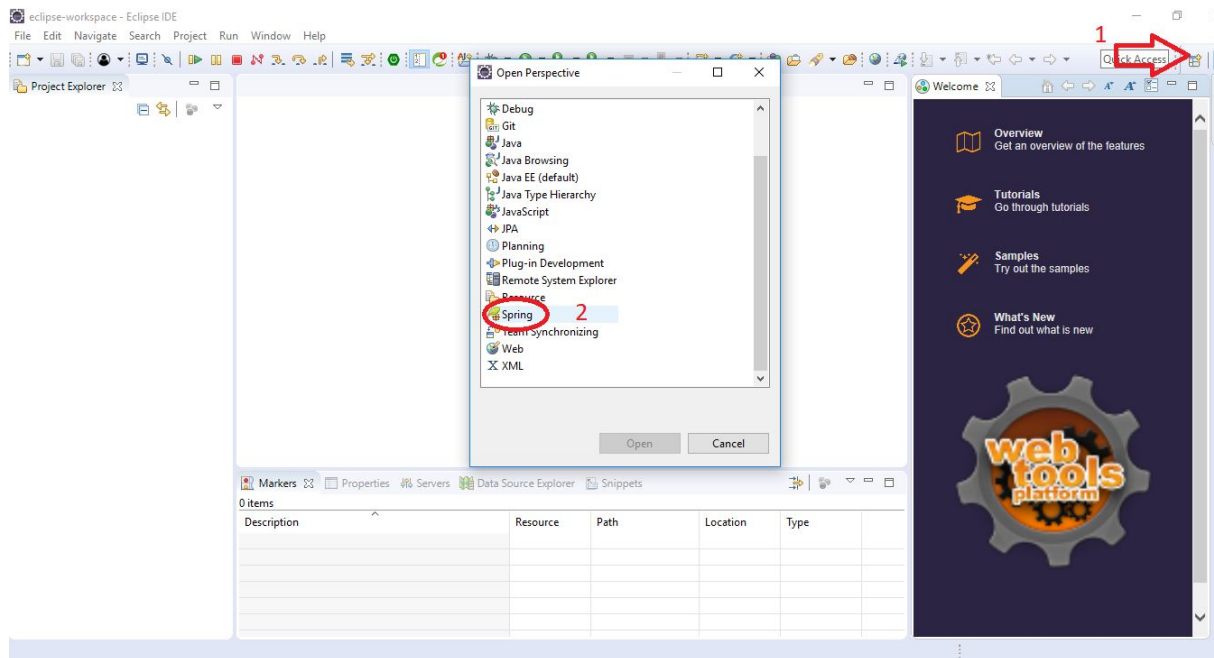 eclipse-workspace - Eclipse IDE
File Edit Navigate Search Project Run Window Help
1
Quick Access
Project Explorer
Open Perspective
Debug
Git
Java
Java Browsing
Java EE (default)
Java Type Hierarchy
JavaScript
JPA
Planning
Plug-in Development
Remote System Explorer
Resource
Spring 2
Team Synchronizing
Web
XML
Open Cancel
Welcome
Overview
Get an overview of the features
Tutorials
Go through tutorials
Samples
Try out the samples
What's New
Find out what is new
web
tools
platform
Markers Properties Servers Data Source Explorer Snippets
0 items
Description Resource Path Location Type